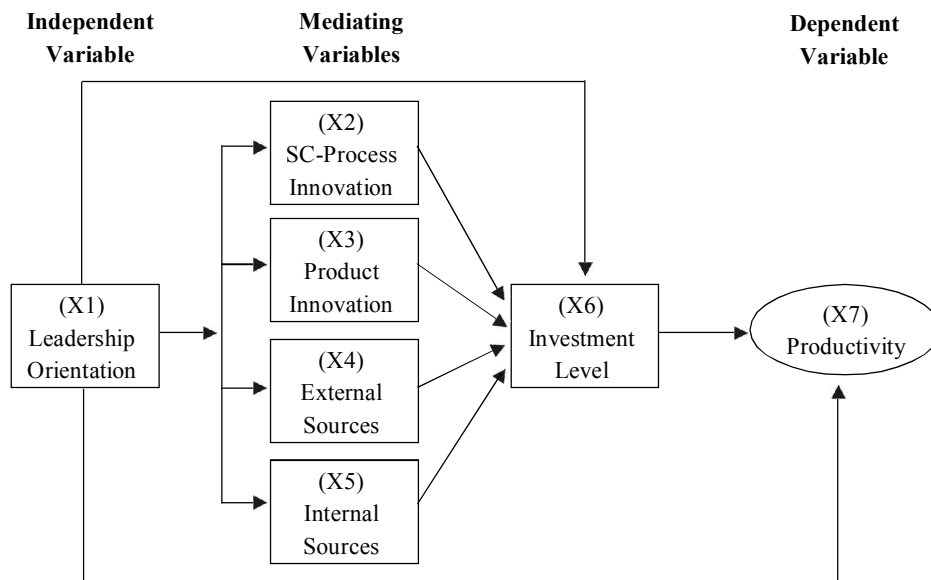 Independent
Variable
Mediating
Variables
Dependent
Variable
(X1)
Leadership
Orientation
(X2)
SC-Process
Innovation
(X3)
Product
Innovation
(X4)
External
Sources
(X5)
Internal
Sources
(X6)
Investment
Level
(X7)
Productivity